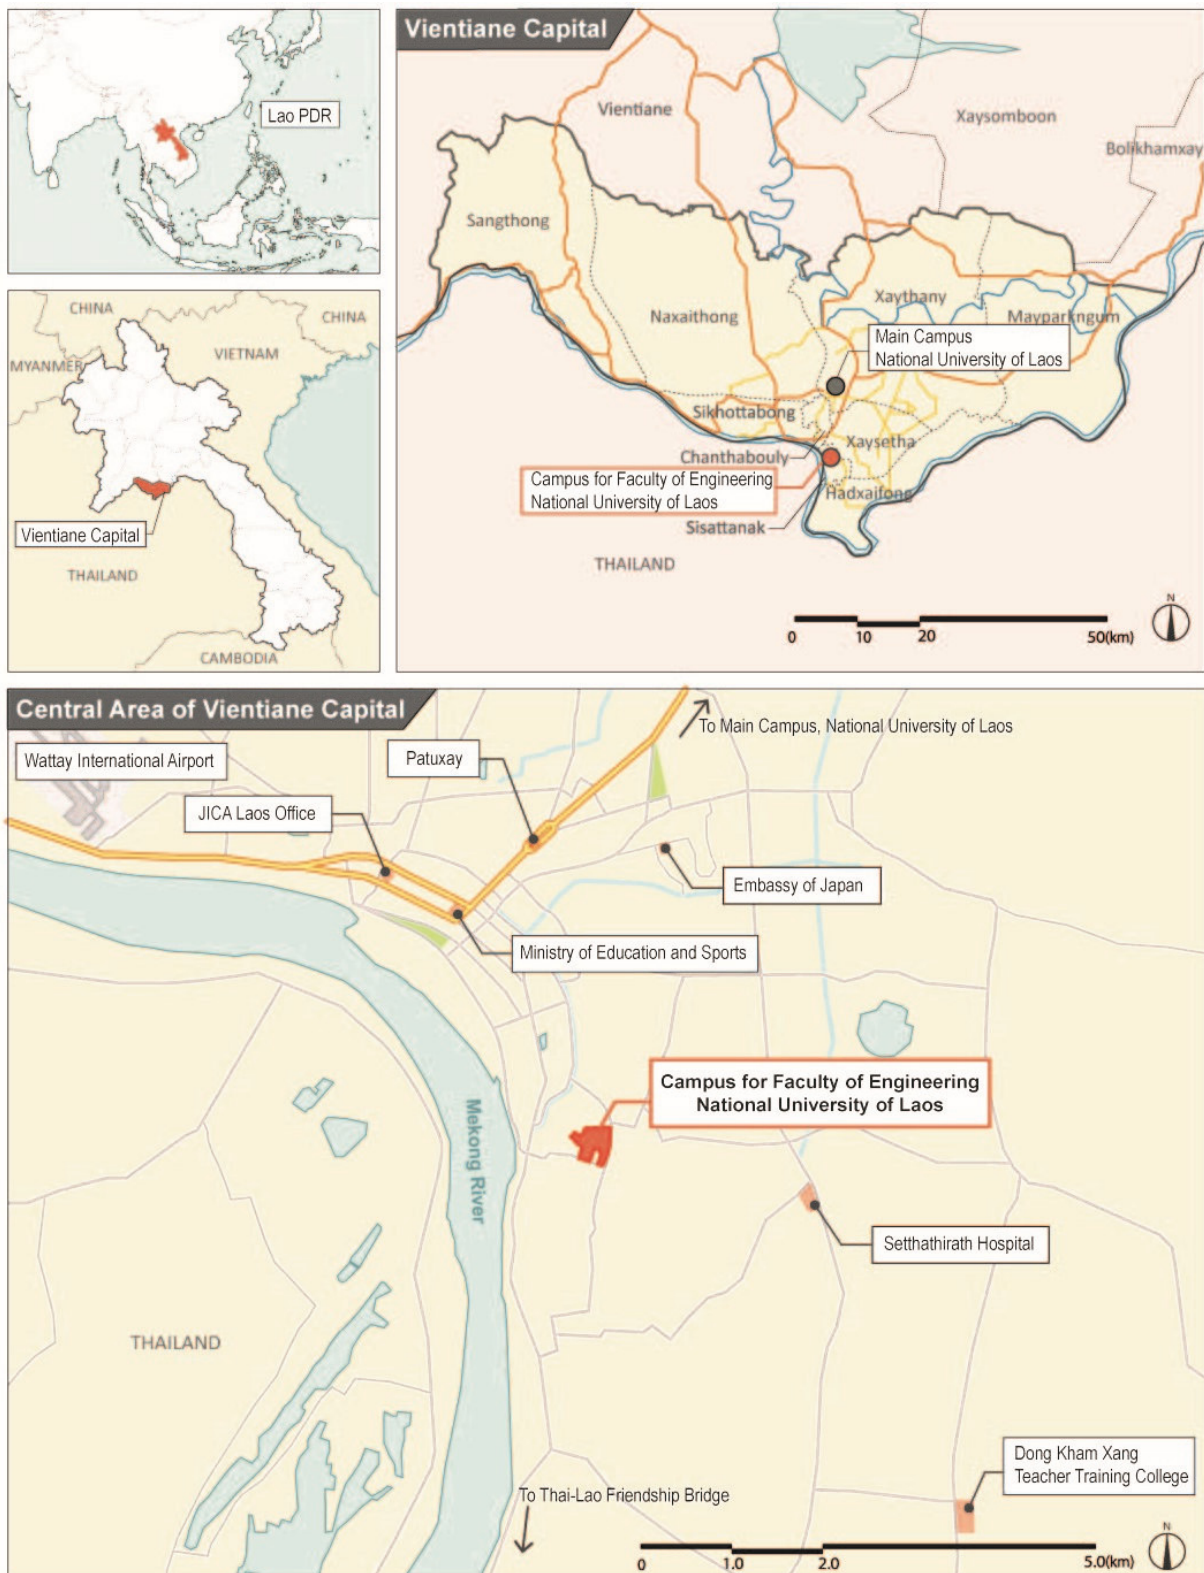 Lao PDR
CHINA
CHINA
MYANMER
VIETNAM
Vientiane Capital
THAILAND
CAMBODIA
Vientiane Capital
Vientiane
Xaysomboon
Bolikhamxay
Sangthong
Naxaithong
Xaythany
Mayparkngum
Main Campus
National University of Laos
Sikhottabong
Xaysetha
Chanthabouly
Campus for Faculty of Engineering
National University of Laos
Hadxaifong
Sisattanak
THAILAND
N
0 10 20 50(km)
Central Area of Vientiane Capital
To Main Campus, National University of Laos
Wattay International Airport
Patuxay
JICA Laos Office
Embassy of Japan
Ministry of Education and Sports
Campus for Faculty of Engineering
National University of Laos
Mekong River
Setthathirath Hospital
THAILAND
Dong Kham Xang
Teacher Training College
To Thai-Lao Friendship Bridge
N
0 1.0 2.0 5.0(km)